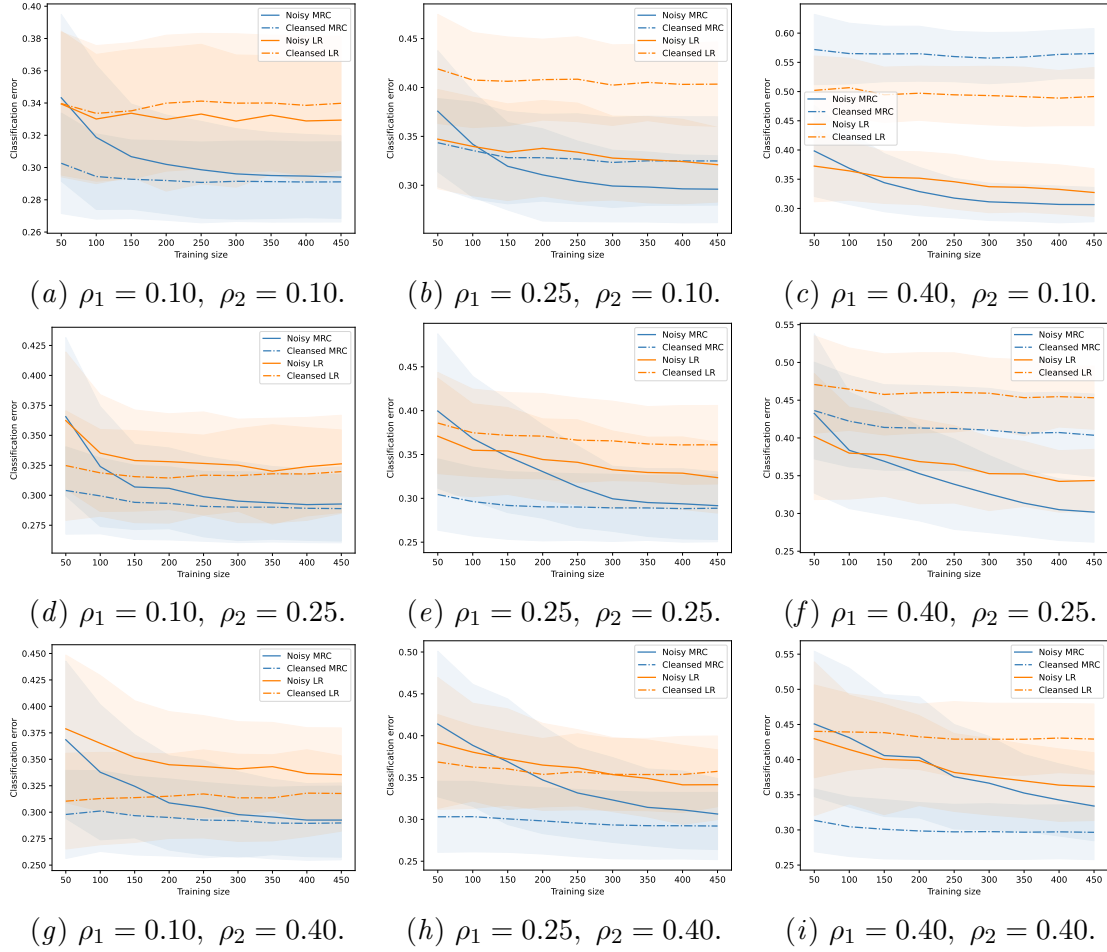 0.40
0.38
0.36
0.34
0.32
0.30
0.28
0.26
Classification error
50 100 150 200 250 300 350 400 450
Training size
Noisy MRC
Cleansed MRC
Noisy LR
Cleansed LR
(a) ρ1 = 0.10, ρ2 = 0.10.
0.45
0.40
0.35
0.30
Classification error
50 100 150 200 250 300 350 400 450
Training size
Noisy MRC
Cleansed MRC
Noisy LR
Cleansed LR
(b) ρ1 = 0.25, ρ2 = 0.10.
0.60
0.55
0.50
0.45
0.40
0.35
0.30
Classification error
50 100 150 200 250 300 350 400 450
Training size
Noisy MRC
Cleansed MRC
Noisy LR
Cleansed LR
(c) ρ1 = 0.40, ρ2 = 0.10.
0.425
0.400
0.375
0.350
0.325
0.300
0.275
Classification error
50 100 150 200 250 300 350 400 450
Training size
Noisy MRC
Cleansed MRC
Noisy LR
Cleansed LR
(d) ρ1 = 0.10, ρ2 = 0.25.
0.45
0.40
0.35
0.30
0.25
Classification error
50 100 150 200 250 300 350 400 450
Training size
Noisy MRC
Cleansed MRC
Noisy LR
Cleansed LR
(e) ρ1 = 0.25, ρ2 = 0.25.
0.55
0.50
0.45
0.40
0.35
0.30
0.25
Classification error
50 100 150 200 250 300 350 400 450
Training size
Noisy MRC
Cleansed MRC
Noisy LR
Cleansed LR
(f) ρ1 = 0.40, ρ2 = 0.25.
0.450
0.425
0.400
0.375
0.350
0.325
0.300
0.275
0.250
Classification error
50 100 150 200 250 300 350 400 450
Training size
Noisy MRC
Cleansed MRC
Noisy LR
Cleansed LR
(g) ρ1 = 0.10, ρ2 = 0.40.
0.50
0.45
0.40
0.35
0.30
0.25
Classification error
50 100 150 200 250 300 350 400 450
Training size
Noisy MRC
Cleansed MRC
Noisy LR
Cleansed LR
(h) ρ1 = 0.25, ρ2 = 0.40.
0.55
0.50
0.45
0.40
0.35
0.30
0.25
Classification error
50 100 150 200 250 300 350 400 450
Training size
Noisy MRC
Cleansed MRC
Noisy LR
Cleansed LR
(i) ρ1 = 0.40, ρ2 = 0.40.